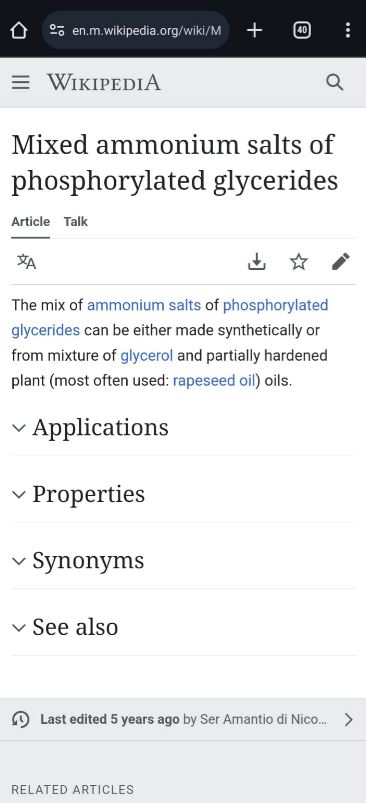 en.m.wikipedia.org/wiki/M
40
WIKIPEDIA
Mixed ammonium salts of
phosphorylated glycerides
Article Talk
The mix of ammonium salts of phosphorylated
glycerides can be either made synthetically or
from mixture of glycerol and partially hardened
plant (most often used: rapeseed oil) oils.
Applications
Properties
Synonyms
See also
Last edited 5 years ago by Ser Amantio di Nico...
RELATED ARTICLES